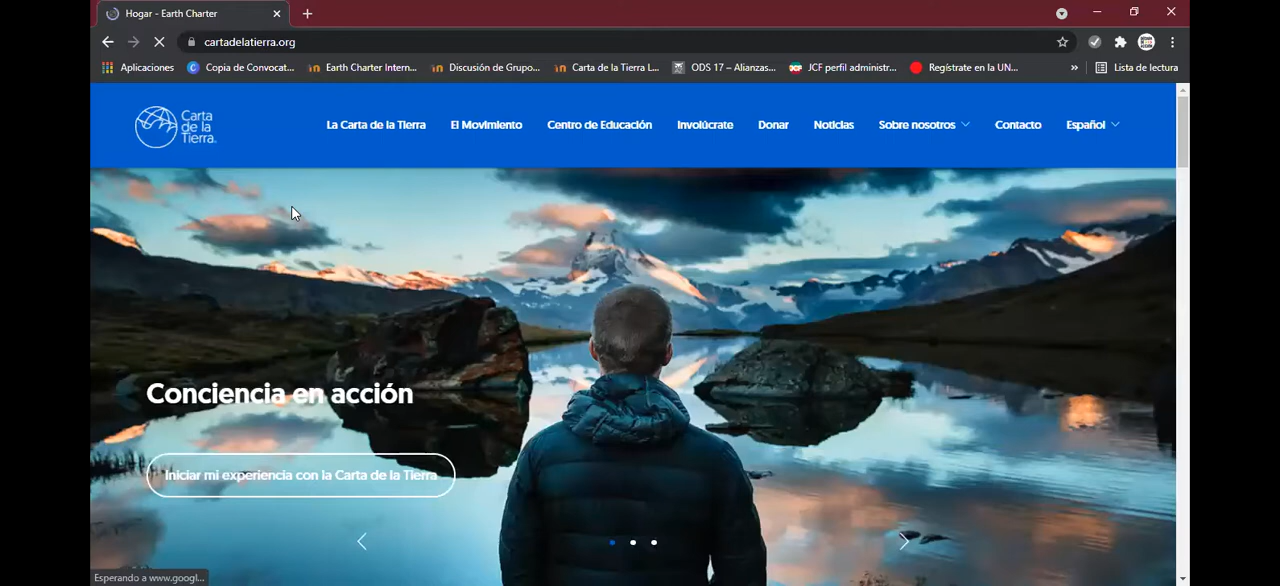 Hogar - Earth Charter
cartadelatierra.org
Aplicaciones Copia de Convocat... Earth Charter Intern... Discusión de Grupo... Carta de la Tierra L... ODS 17 – Alianzas... JCF perfil administr... Regístrate en la UN... » Lista de lectura
Carta
de la
Tierra
La Carta de la Tierra El Movimiento Centro de Educación Involúcrate Donar Noticias Sobre nosotros Contacto Español
Conciencia en acción
Iniciar mi experiencia con la Carta de la Tierra
Esperando a www.googl...